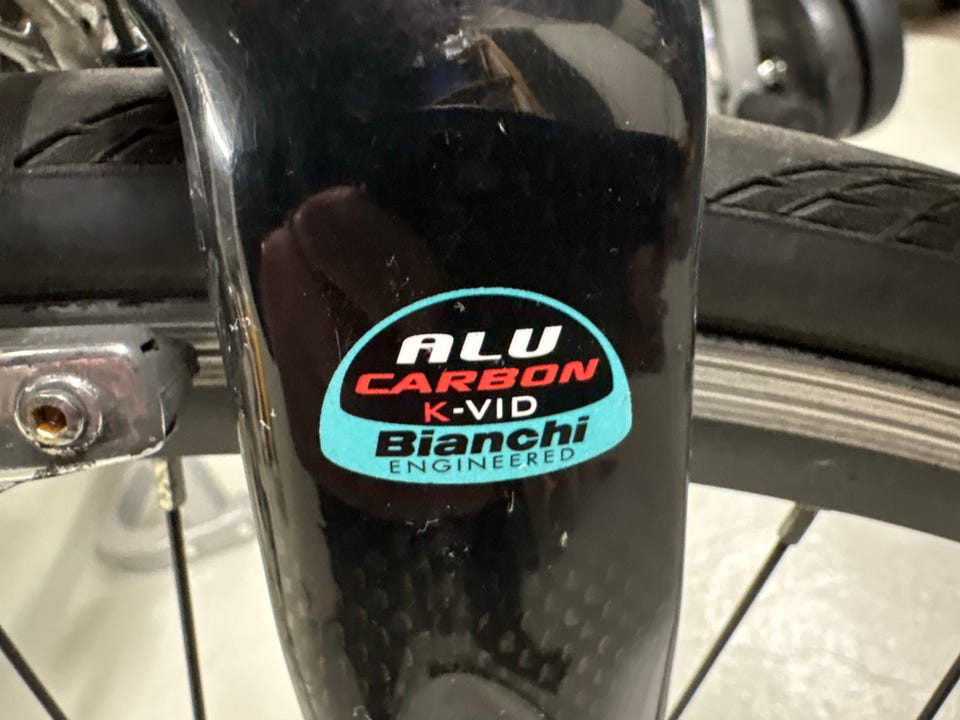 ALU
CARBON
K-VID
Bianchi
ENGINEERED